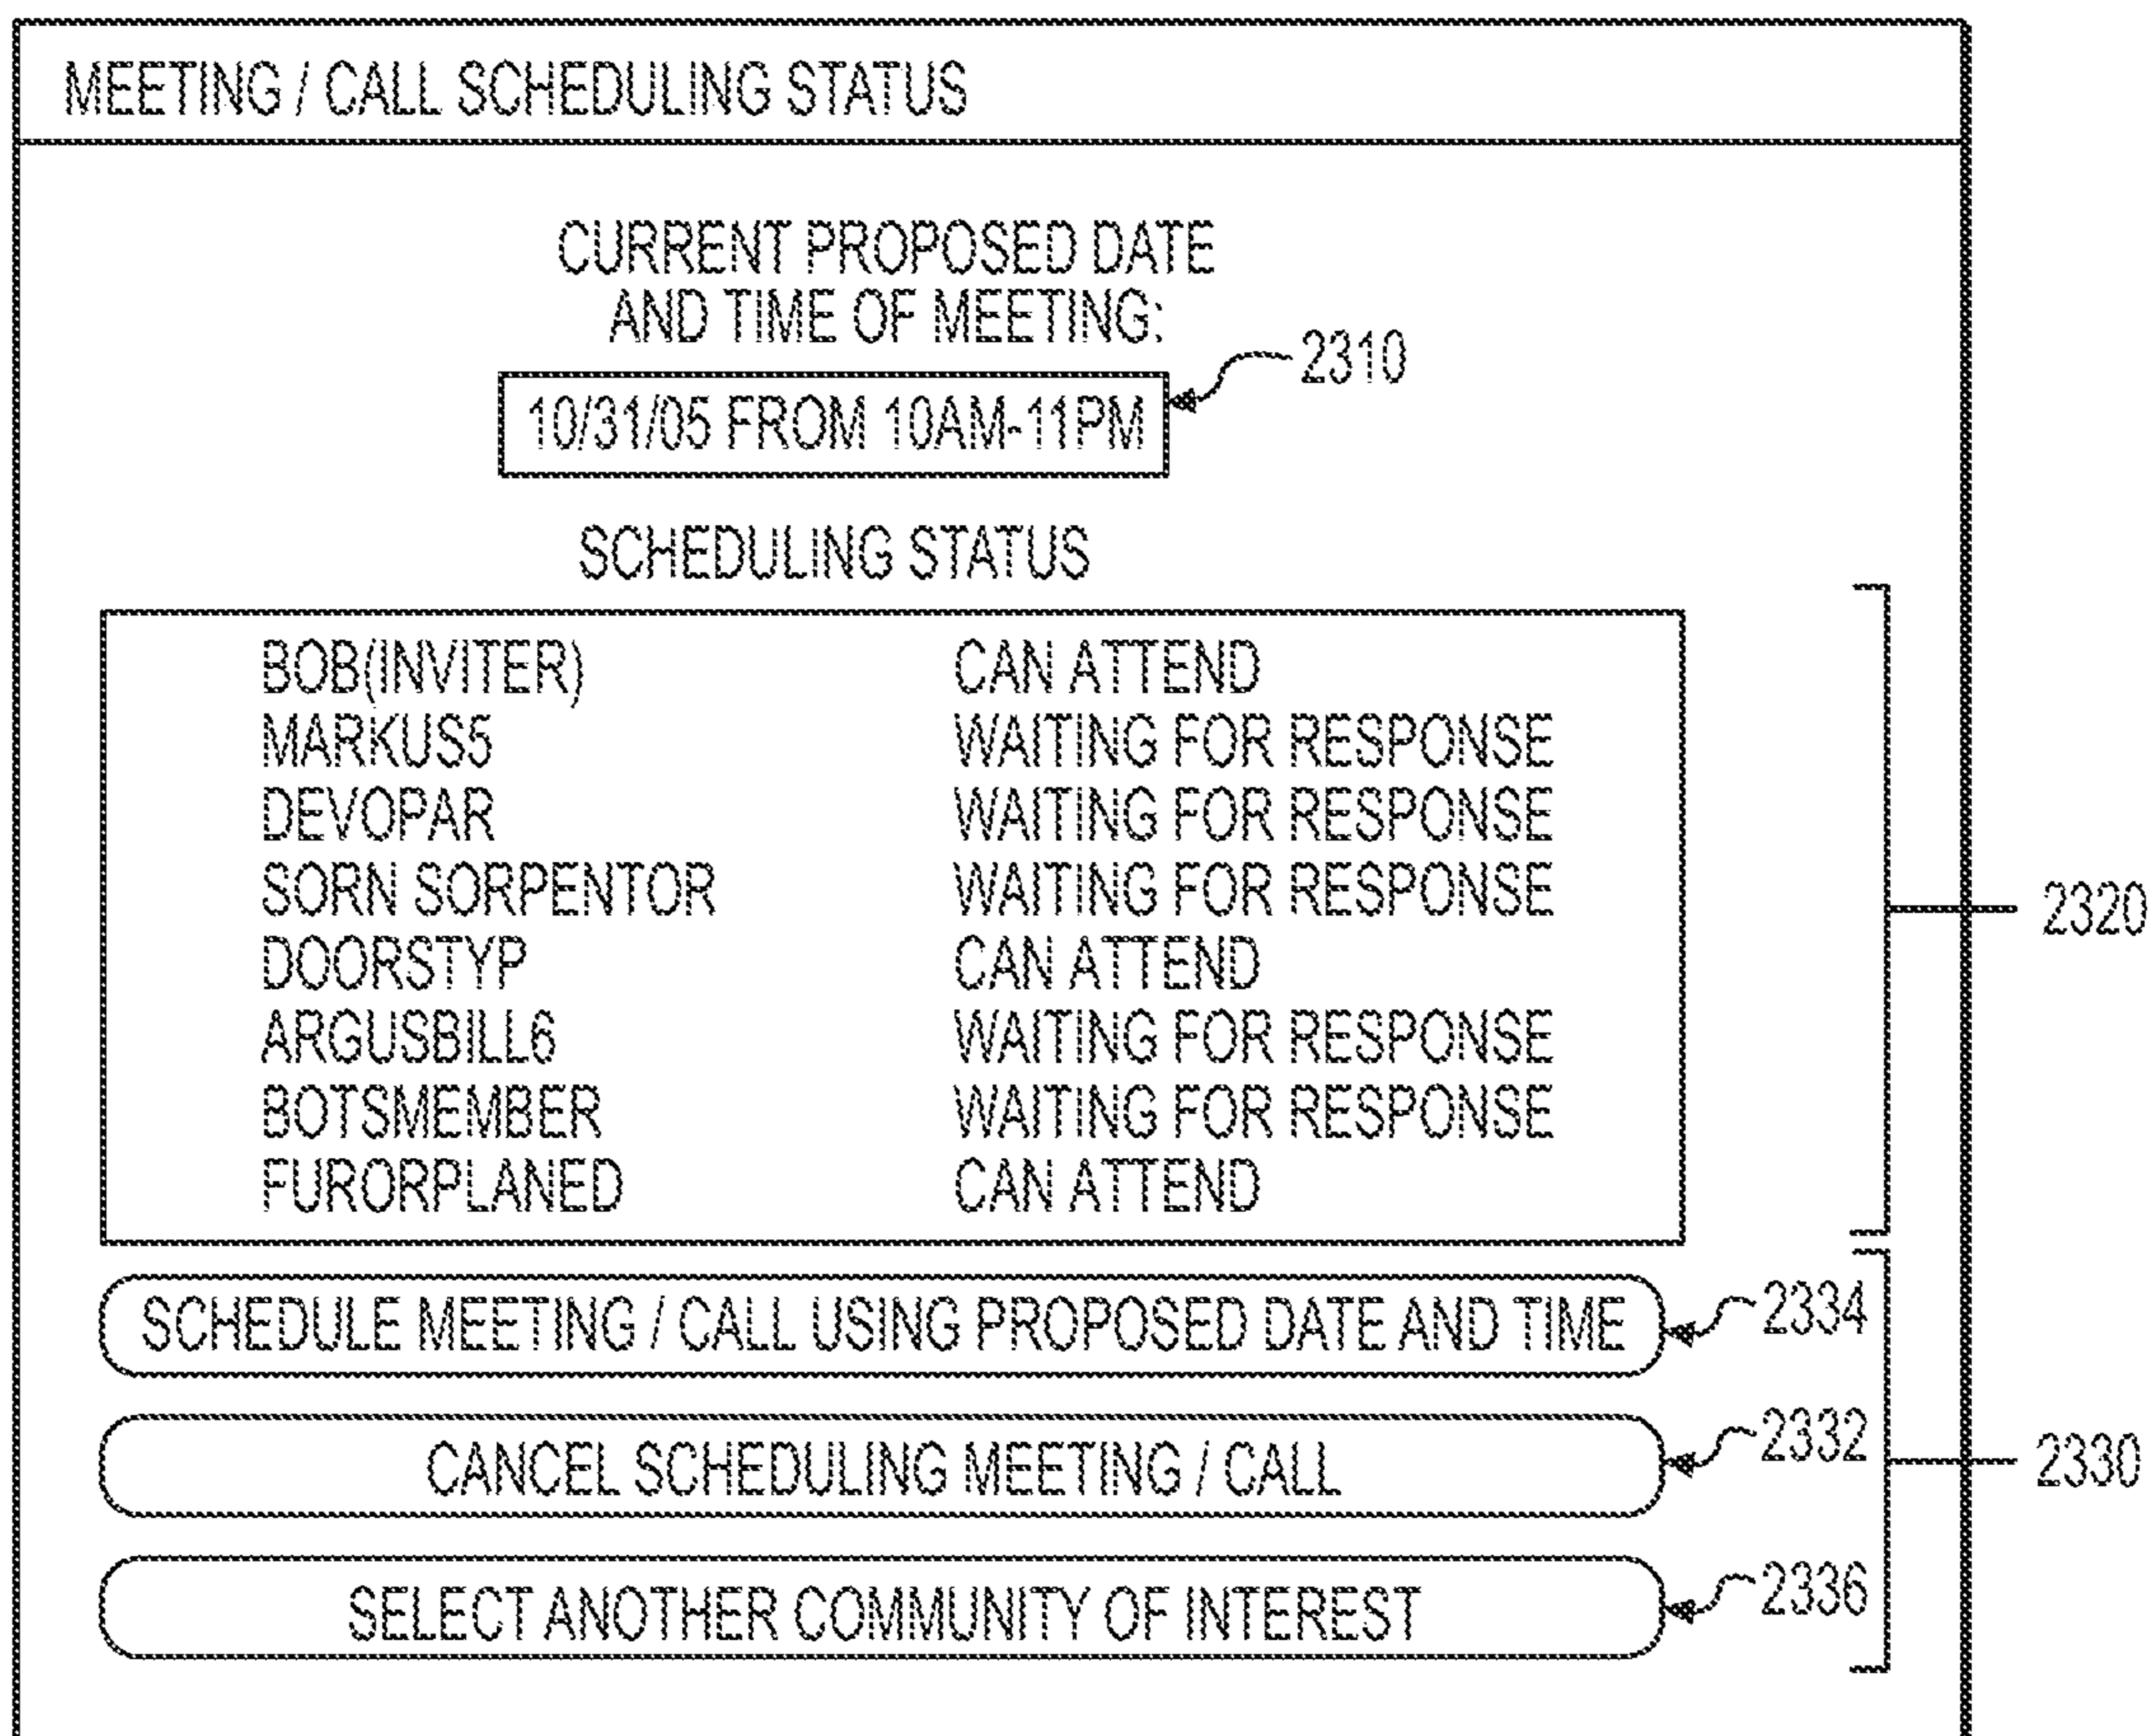 MEETING / CALL SCHEDULING STATUS
CURRENT PROPOSED DATE
AND TIME OF MEETING:
2310
10/31/05 FROM 10AM-11PM
SCHEDULING STATUS
BOB(INVITER) CAN ATTEND
MARKUS5 WAITING FOR RESPONSE
DEVOPAR WAITING FOR RESPONSE
SORN SORPENTOR WAITING FOR RESPONSE
2320
DOORSTYP CAN ATTEND
ARGUSBILL6 WAITING FOR RESPONSE
BOTSMEMBER WAITING FOR RESPONSE
FURORPLANED CAN ATTEND
SCHEDULE MEETING / CALL USING PROPOSED DATE AND TIME 2334
CANCEL SCHEDULING MEETING / CALL 2332
2330
SELECT ANOTHER COMMUNITY OF INTEREST 2336